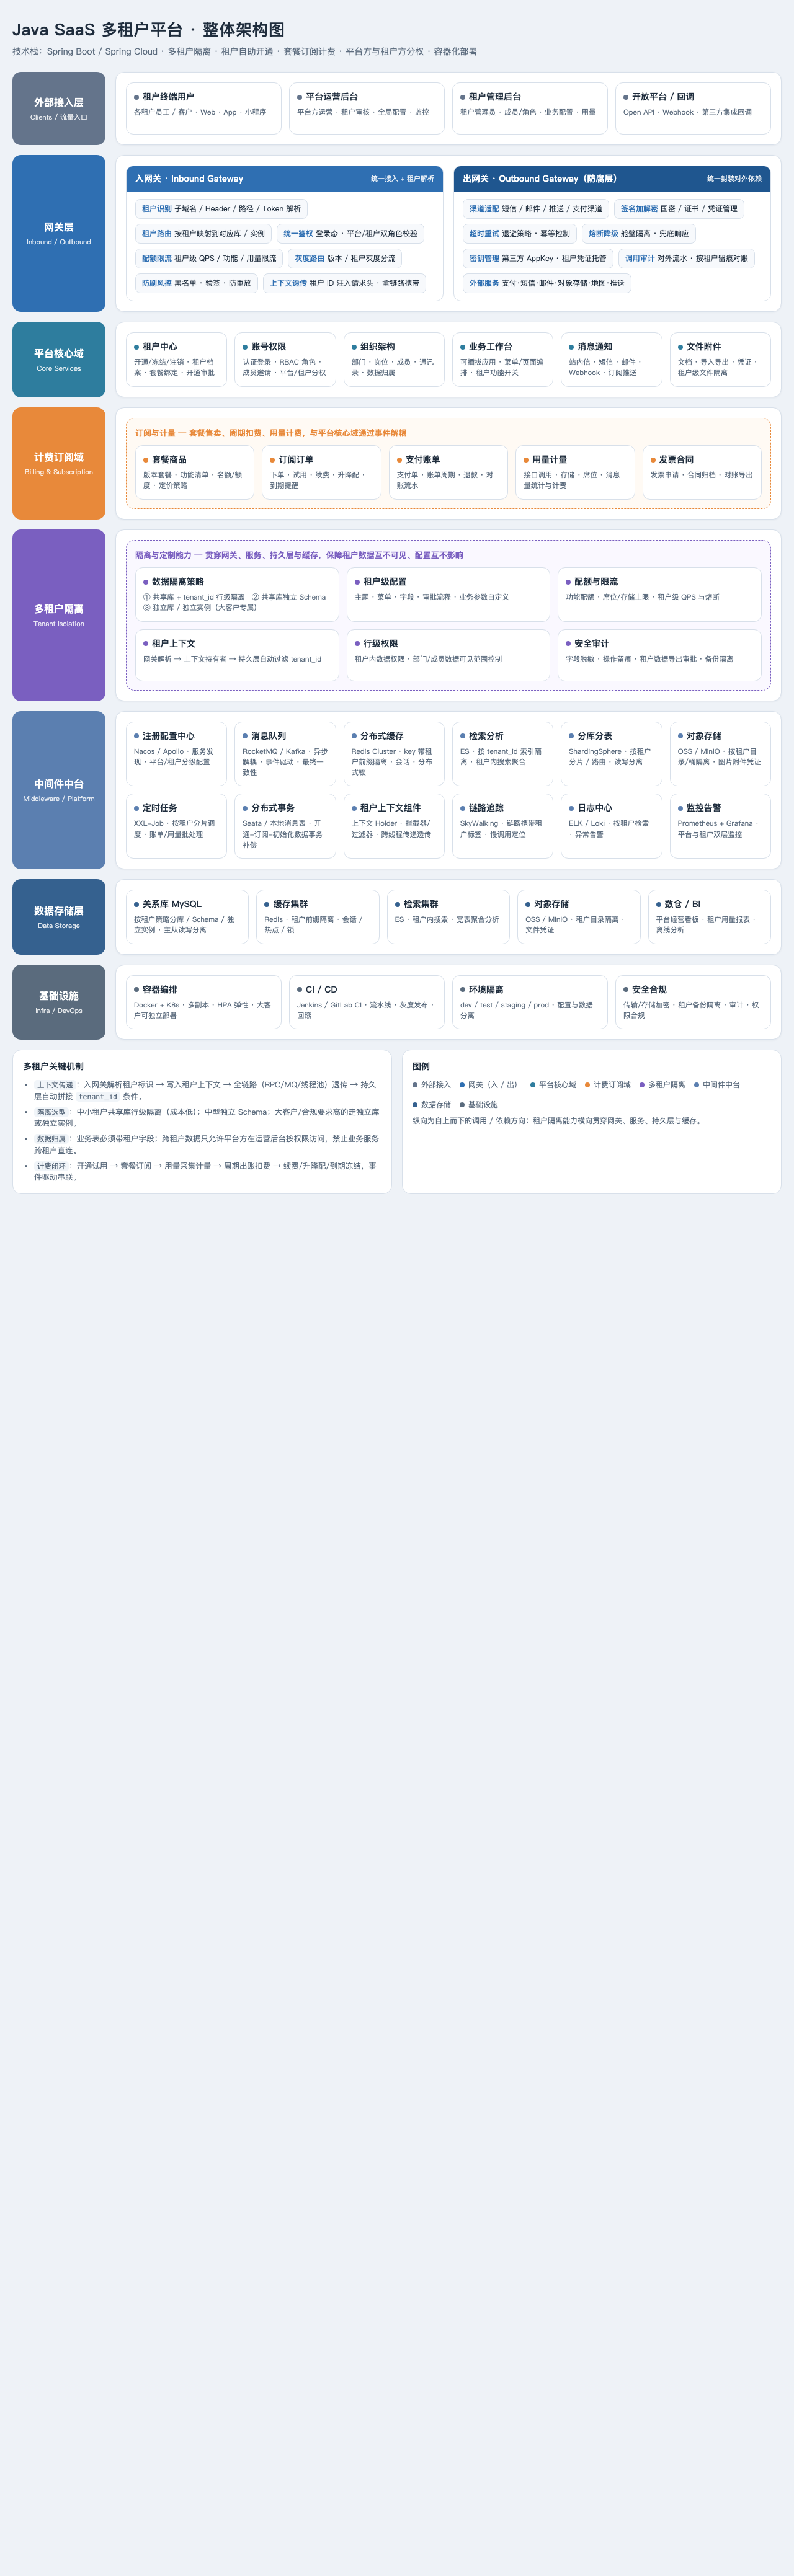 Java SaaS 多租户平台 · 整体架构图
技术栈：Spring Boot / Spring Cloud · 多租户隔离 · 租户自助开通 · 套餐订阅计费 · 平台方与租户方分权 · 容器化部署
外部接入层
Clients / 流量入口
租户终端用户
各租户员工 / 客户 · Web · App · 小程序
平台运营后台
平台方运营 · 租户审核 · 全局配置 · 监控
租户管理后台
租户管理员 · 成员/角色 · 业务配置 · 用量
开放平台 / 回调
Open API · Webhook · 第三方集成回调
网关层
Inbound / Outbound
入网关 · Inbound Gateway
统一接入 + 租户解析
租户识别 子域名 / Header / 路径 / Token 解析
租户路由 按租户映射到对应库 / 实例
统一鉴权 登录态 · 平台/租户双角色校验
配额限流 租户级 QPS / 功能 / 用量限流
灰度路由 版本 / 租户灰度分流
防刷风控 黑名单 · 验签 · 防重放
上下文透传 租户 ID 注入请求头 · 全链路携带
出网关 · Outbound Gateway（防腐层）
统一封装对外依赖
渠道适配 短信 / 邮件 / 推送 / 支付渠道
签名加解密 国密 / 证书 / 凭证管理
超时重试 退避策略 · 幂等控制
熔断降级 舱壁隔离 · 兜底响应
密钥管理 第三方 AppKey · 租户凭证托管
调用审计 对外流水 · 按租户留痕对账
外部服务 支付·短信·邮件·对象存储·地图·推送
平台核心域
Core Services
租户中心
开通/冻结/注销 · 租户档
案 · 套餐绑定 · 开通审批
账号权限
认证登录 · RBAC 角色 ·
成员邀请 · 平台/租户分权
组织架构
部门 · 岗位 · 成员 · 通讯
录 · 数据归属
业务工作台
可插拔应用 · 菜单/页面编
排 · 租户功能开关
消息通知
站内信 · 短信 · 邮件 ·
Webhook · 订阅推送
文件附件
文档 · 导入导出 · 凭证 ·
租户级文件隔离
计费订阅域
Billing & Subscription
订阅与计量 — 套餐售卖、周期扣费、用量计费，与平台核心域通过事件解耦
套餐商品
版本套餐 · 功能清单 · 名额/额
度 · 定价策略
订阅订单
下单 · 试用 · 续费 · 升降配 ·
到期提醒
支付账单
支付单 · 账单周期 · 退款 · 对
账流水
用量计量
接口调用 · 存储 · 席位 · 消息
量统计与计费
发票合同
发票申请 · 合同归档 · 对账导出
多租户隔离
Tenant Isolation
隔离与定制能力 — 贯穿网关、服务、持久层与缓存，保障租户数据互不可见、配置互不影响
数据隔离策略
① 共享库 + tenant_id 行级隔离 ② 共享库独立 Schema
③ 独立库 / 独立实例（大客户专属）
租户级配置
主题 · 菜单 · 字段 · 审批流程 · 业务参数自定义
配额与限流
功能配额 · 席位/存储上限 · 租户级 QPS 与熔断
租户上下文
网关解析 → 上下文持有者 → 持久层自动过滤 tenant_id
行级权限
租户内数据权限 · 部门/成员数据可见范围控制
安全审计
字段脱敏 · 操作留痕 · 租户数据导出审批 · 备份隔离
中间件中台
Middleware / Platform
注册配置中心
Nacos / Apollo · 服务发
现 · 平台/租户分级配置
消息队列
RocketMQ / Kafka · 异步
解耦 · 事件驱动 · 最终一
致性
分布式缓存
Redis Cluster · key 带租
户前缀隔离 · 会话 · 分布
式锁
检索分析
ES · 按 tenant_id 索引隔
离 · 租户内搜索聚合
分库分表
ShardingSphere · 按租户
分片 / 路由 · 读写分离
对象存储
OSS / MinIO · 按租户目
录/桶隔离 · 图片附件凭证
定时任务
XXL-Job · 按租户分片调
度 · 账单/用量批处理
分布式事务
Seata / 本地消息表 · 开
通-订阅-初始化数据事务
补偿
租户上下文组件
上下文 Holder · 拦截器/
过滤器 · 跨线程传递透传
链路追踪
SkyWalking · 链路携带租
户标签 · 慢调用定位
日志中心
ELK / Loki · 按租户检索
· 异常告警
监控告警
Prometheus + Grafana ·
平台与租户双层监控
数据存储层
Data Storage
关系库 MySQL
按租户策略分库 / Schema / 独
立实例 · 主从读写分离
缓存集群
Redis · 租户前缀隔离 · 会话 /
热点 / 锁
检索集群
ES · 租户内搜索 · 宽表聚合分析
对象存储
OSS / MinIO · 租户目录隔离 ·
文件凭证
数仓 / BI
平台经营看板 · 租户用量报表 ·
离线分析
基础设施
Infra / DevOps
容器编排
Docker + K8s · 多副本 · HPA 弹性 · 大客
户可独立部署
CI / CD
Jenkins / GitLab CI · 流水线 · 灰度发布 ·
回滚
环境隔离
dev / test / staging / prod · 配置与数据
分离
安全合规
传输/存储加密 · 租户备份隔离 · 审计 · 权
限合规
多租户关键机制
• 上下文传递：入网关解析租户标识 → 写入租户上下文 → 全链路（RPC/MQ/线程池）透传 → 持久
层自动拼接 tenant_id 条件。
• 隔离选型：中小租户共享库行级隔离（成本低）；中型独立 Schema；大客户/合规要求高的走独立库
或独立实例。
• 数据归属：业务表必须带租户字段；跨租户数据只允许平台方在运营后台按权限访问，禁止业务服务
跨租户直连。
• 计费闭环：开通试用 → 套餐订阅 → 用量采集计量 → 周期出账扣费 → 续费/升降配/到期冻结，事
件驱动串联。
图例
外部接入 网关（入 / 出） 平台核心域 计费订阅域 多租户隔离 中间件中台
数据存储 基础设施
纵向为自上而下的调用 / 依赖方向；租户隔离能力横向贯穿网关、服务、持久层与缓存。